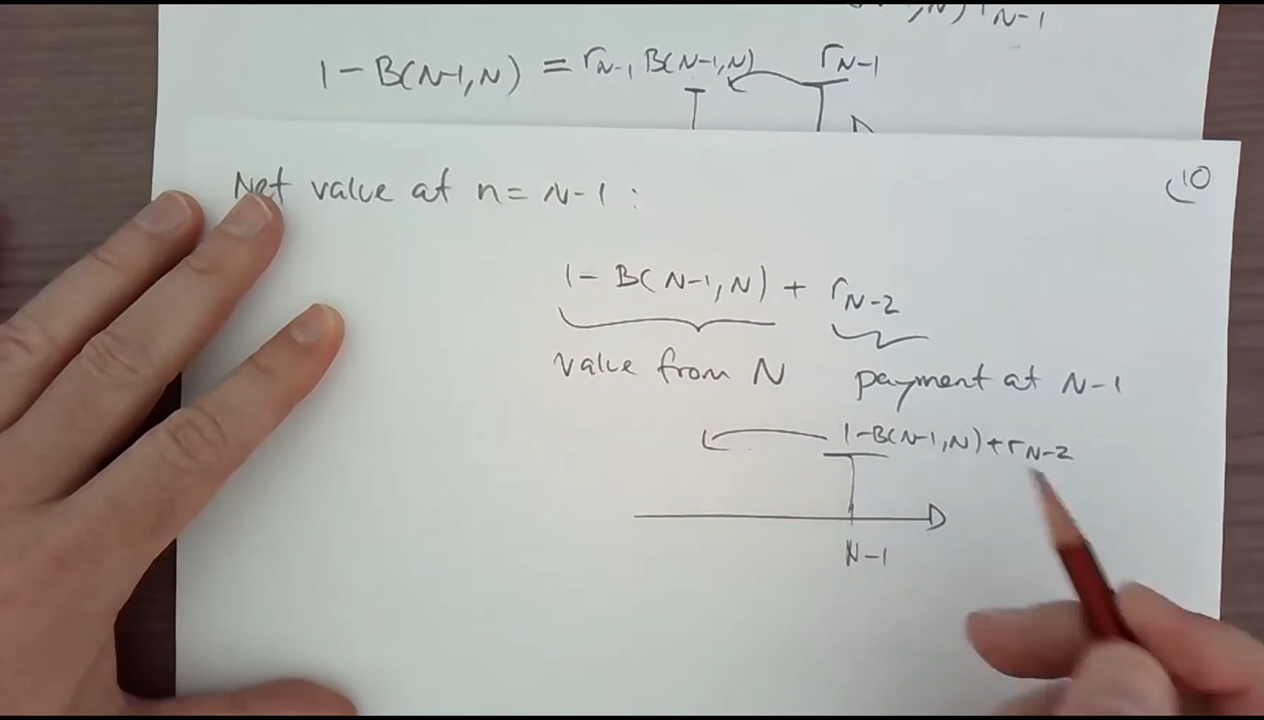 N-1
1 - B(N-1, N) = r_{N-1} B(N-1, N) r_{N-1}
10
Net value at n = N-1 :
1 - B(N-1, N) + r_{N-2}
value from N payment at N-1
1-B(N-1,N)+r_{N-2}
N-1